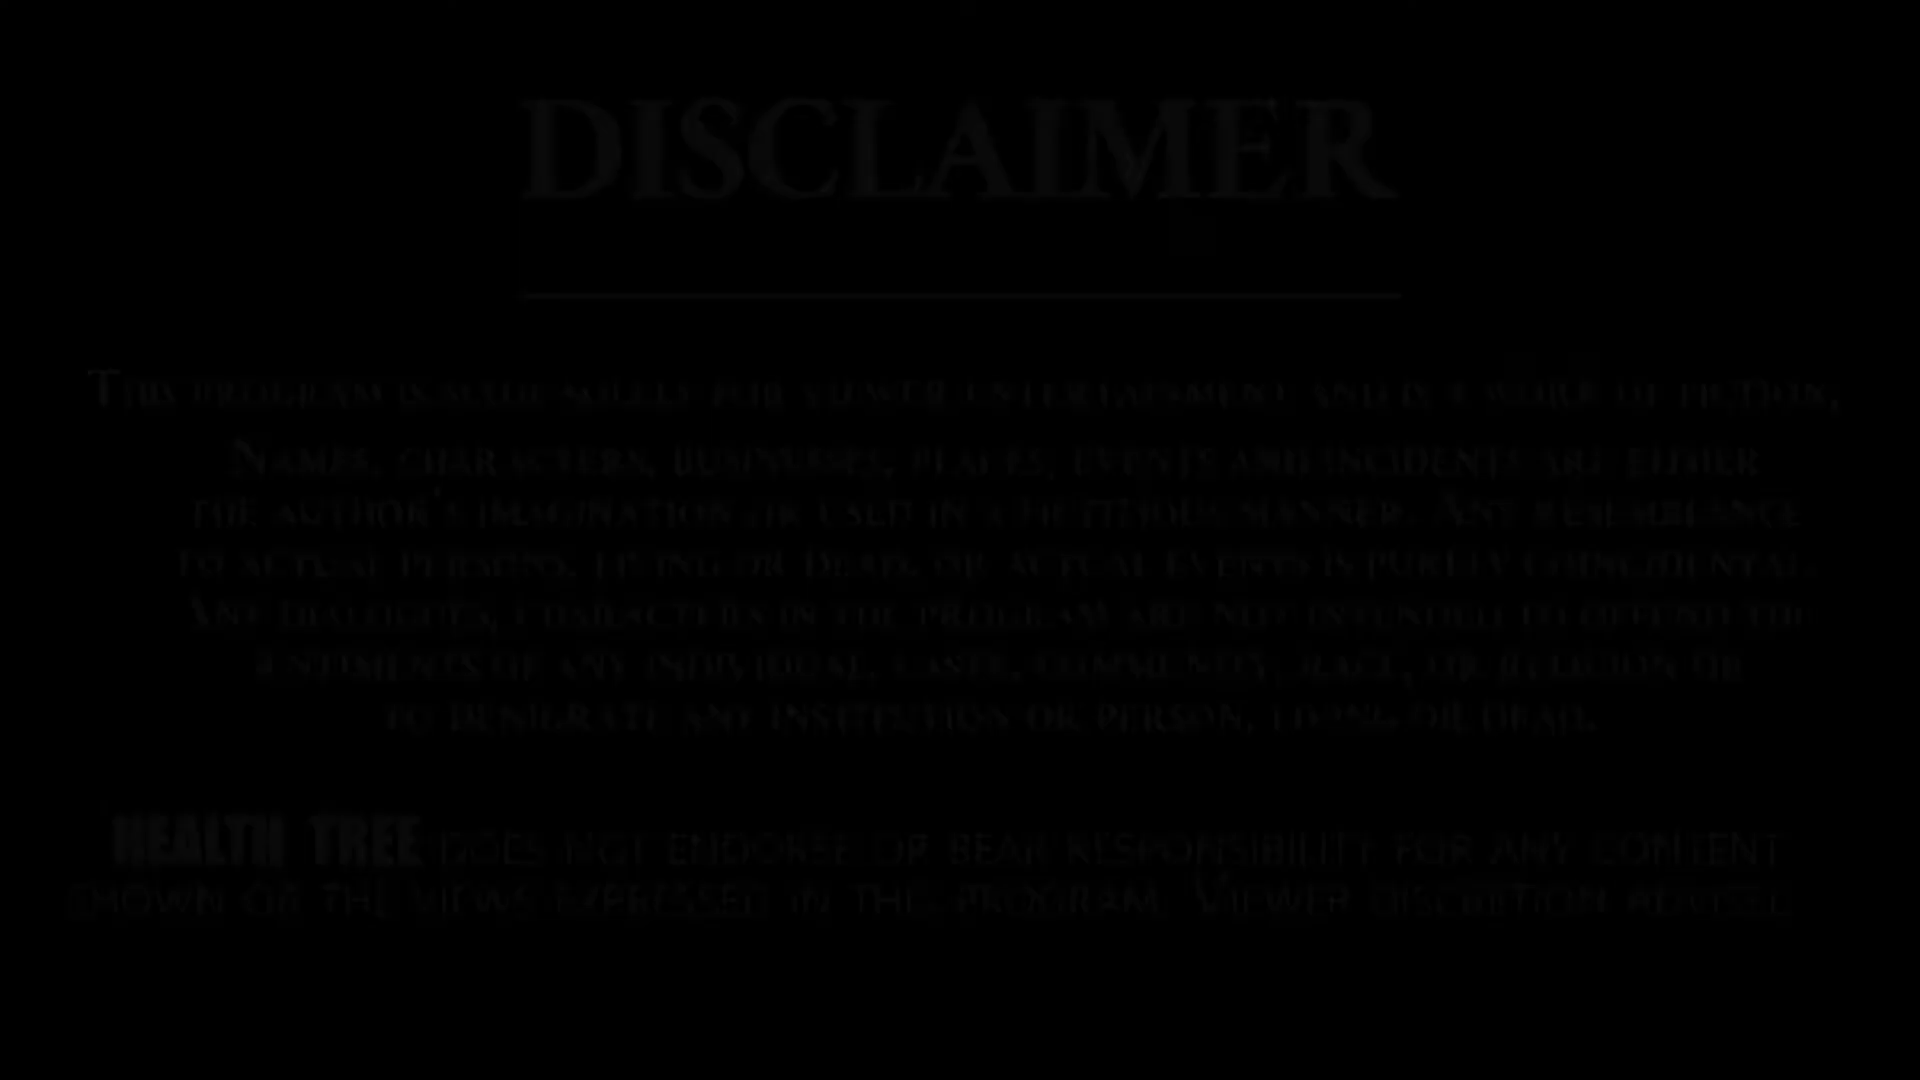 DISCLAIMER
THIS PROGRAM IS MADE MERELY FOR VIEWER ENTERTAINMENT AND IS A WORK OF FICTION,
NAMES, CHARACTERS, BUSINESSES, PLACES, EVENTS AND INCIDENTS ARE EITHER
THE AUTHOR'S IMAGINATION OR USED IN A FICTITIOUS MANNER. ANY RESEMBLANCE
TO ACTUAL PERSONS, LIVING OR DEAD, OR ACTUAL EVENTS IS PURELY COINCIDENTAL.
ANY DIALOGUES, CHARACTERS IN THE PROGRAM ARE NOT INTENDED TO OFFEND THE
SENTIMENTS OF ANY INDIVIDUAL, CASTE, COMMUNITY, RACE, OR RELIGION OR
TO DENIGRATE ANY INSTITUTION OR PERSON, LIVING OR DEAD.
HEALTH TREE DOES NOT ENDORSE OR BEAR RESPONSIBILITY FOR ANY CONTENT
SHOWN OR THE VIEWS EXPRESSED IN THE PROGRAM. VIEWER DISCRETION ADVISED.